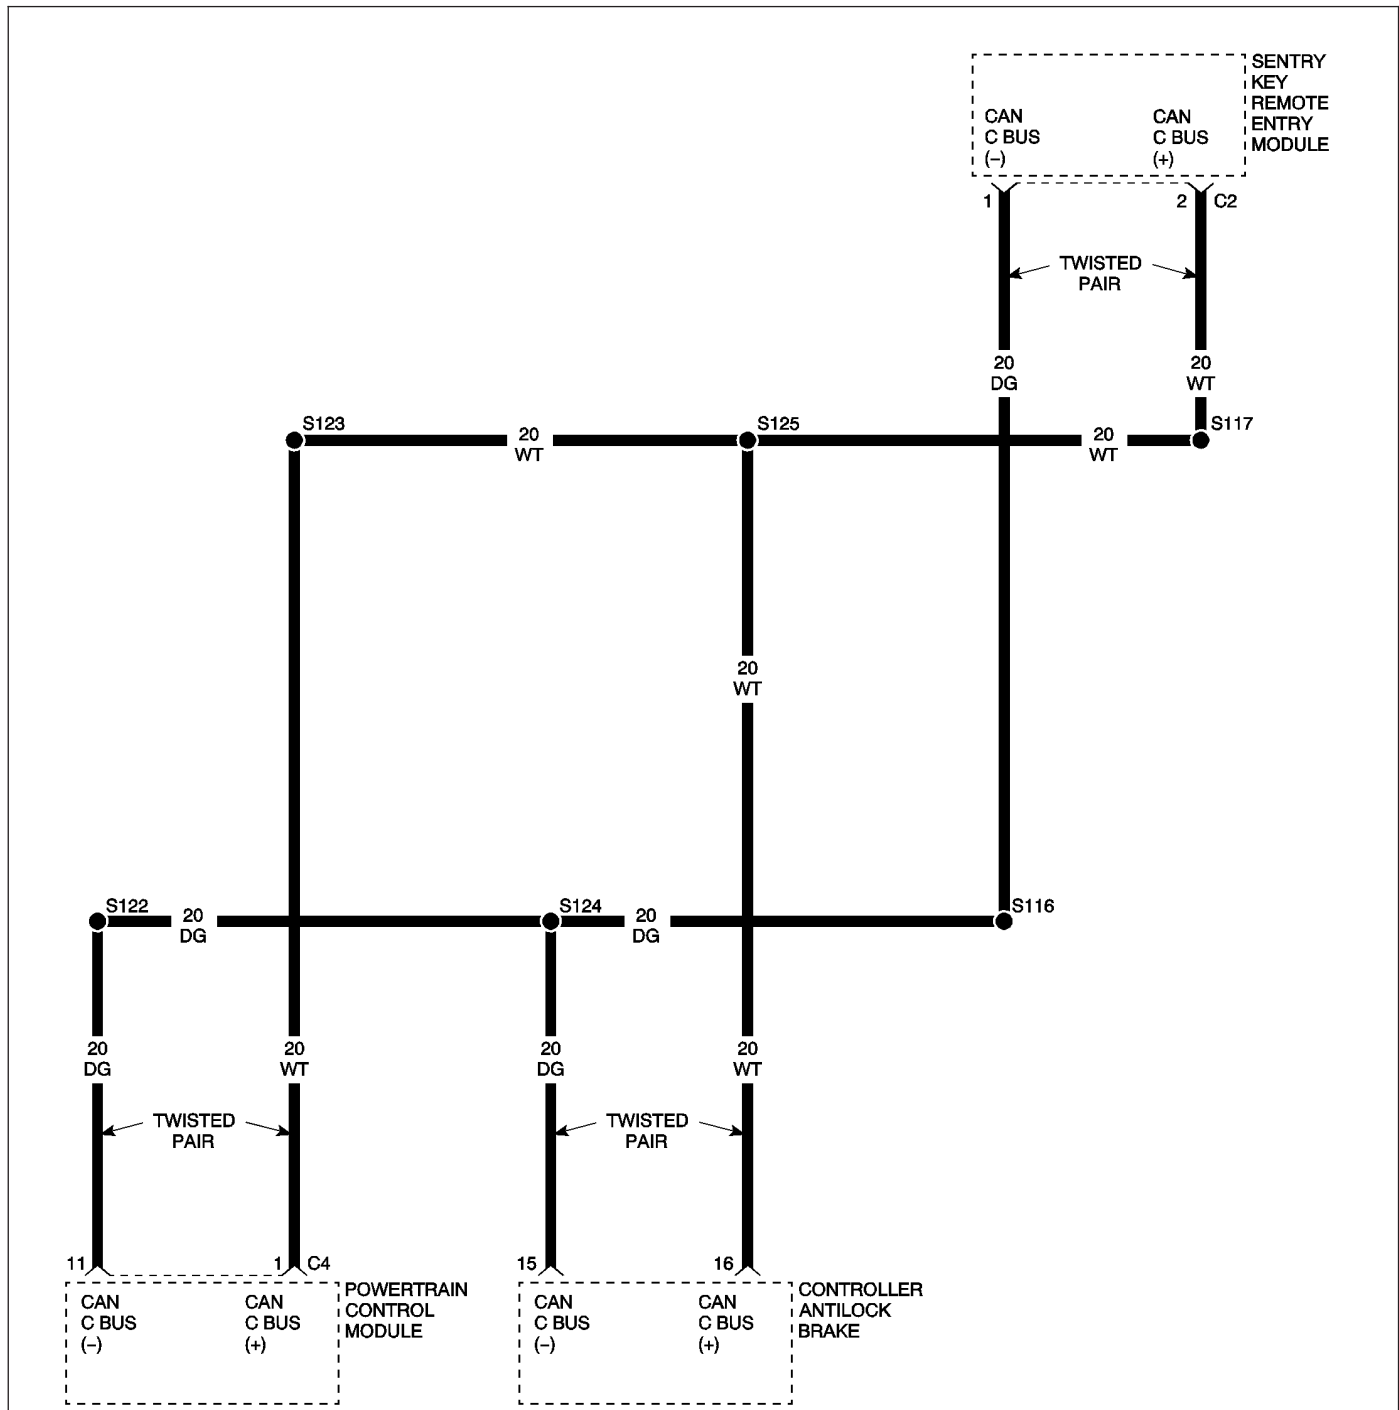 SENTRY
KEY
REMOTE
ENTRY
MODULE
CAN
C BUS
(–)
CAN
C BUS
(+)
1
2
C2
TWISTED
PAIR
20
DG
20
WT
S123
20
WT
S125
20
WT
S117
20
WT
S122
20
DG
S124
20
DG
S116
20
DG
20
WT
20
DG
20
WT
TWISTED
PAIR
TWISTED
PAIR
11
1
C4
15
16
CAN
C BUS
(–)
CAN
C BUS
(+)
POWERTRAIN
CONTROL
MODULE
CAN
C BUS
(–)
CAN
C BUS
(+)
CONTROLLER
ANTILOCK
BRAKE